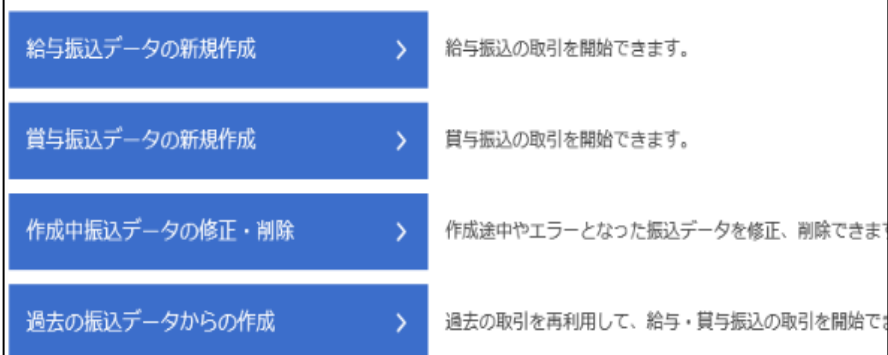 給与振込データの新規作成
給与振込の取引を開始できます。
賞与振込データの新規作成
賞与振込の取引を開始できます。
作成中振込データの修正・削除
作成途中やエラーとなった振込データを修正、削除できま
過去の振込データからの作成
過去の取引を再利用して、給与・賞与振込の取引を開始で